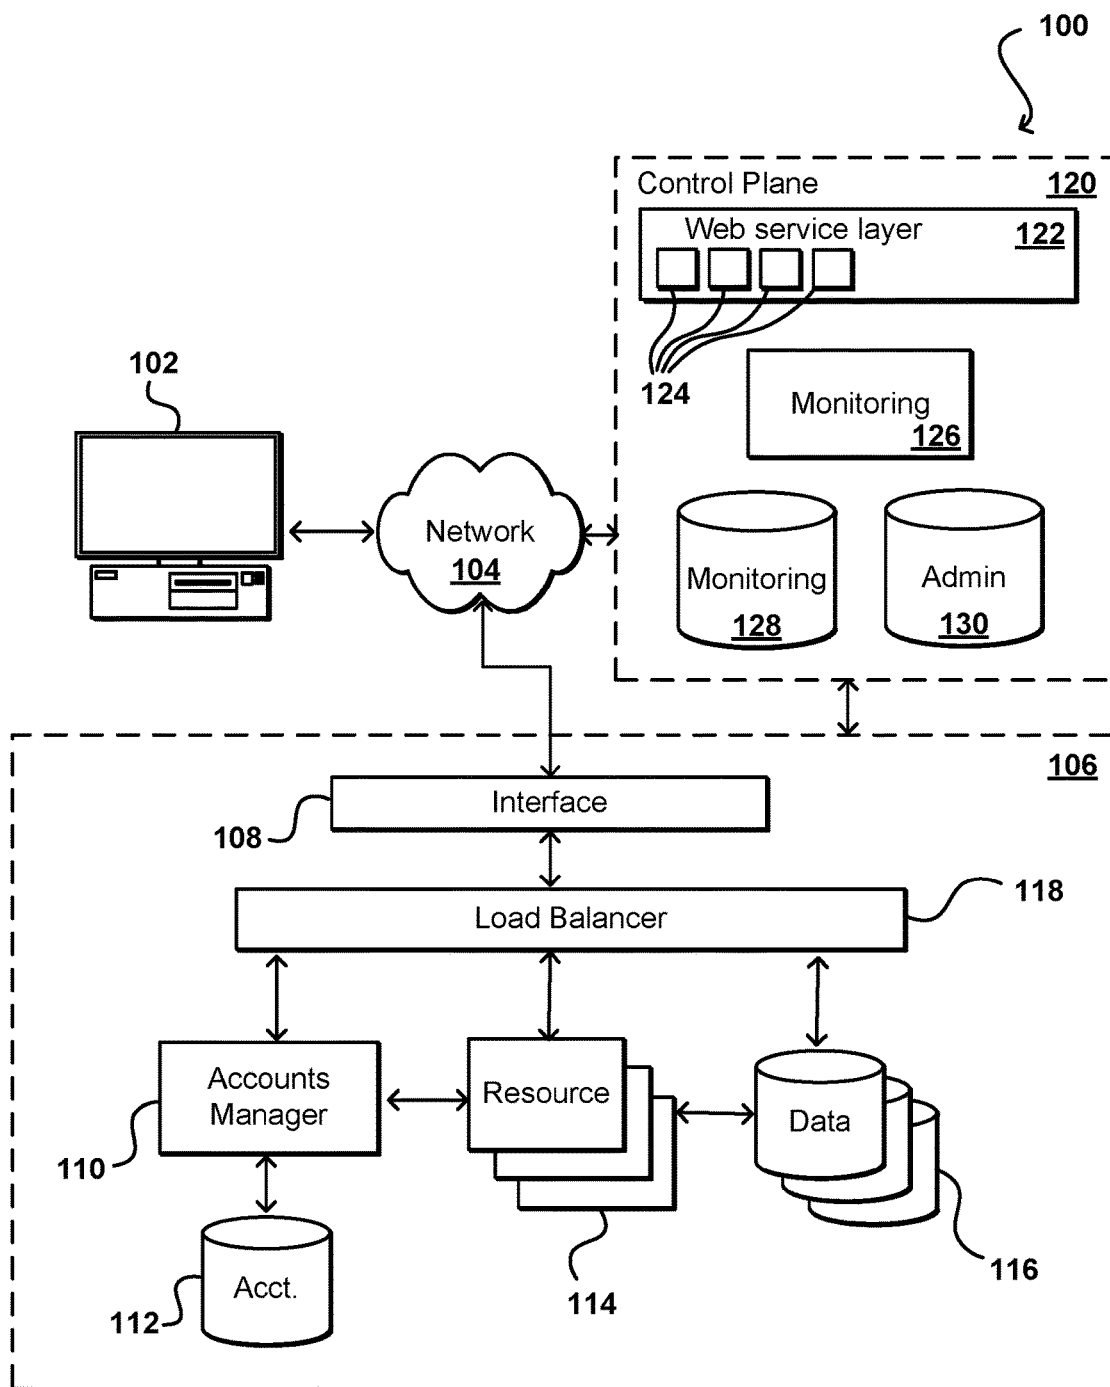 100
Control Plane 120
Web service layer 122
124
Monitoring
126
102
Network
104
Monitoring
128
Admin
130
106
Interface
108
Load Balancer
118
Accounts
Manager
110
Resource
114
Data
116
Acct.
112